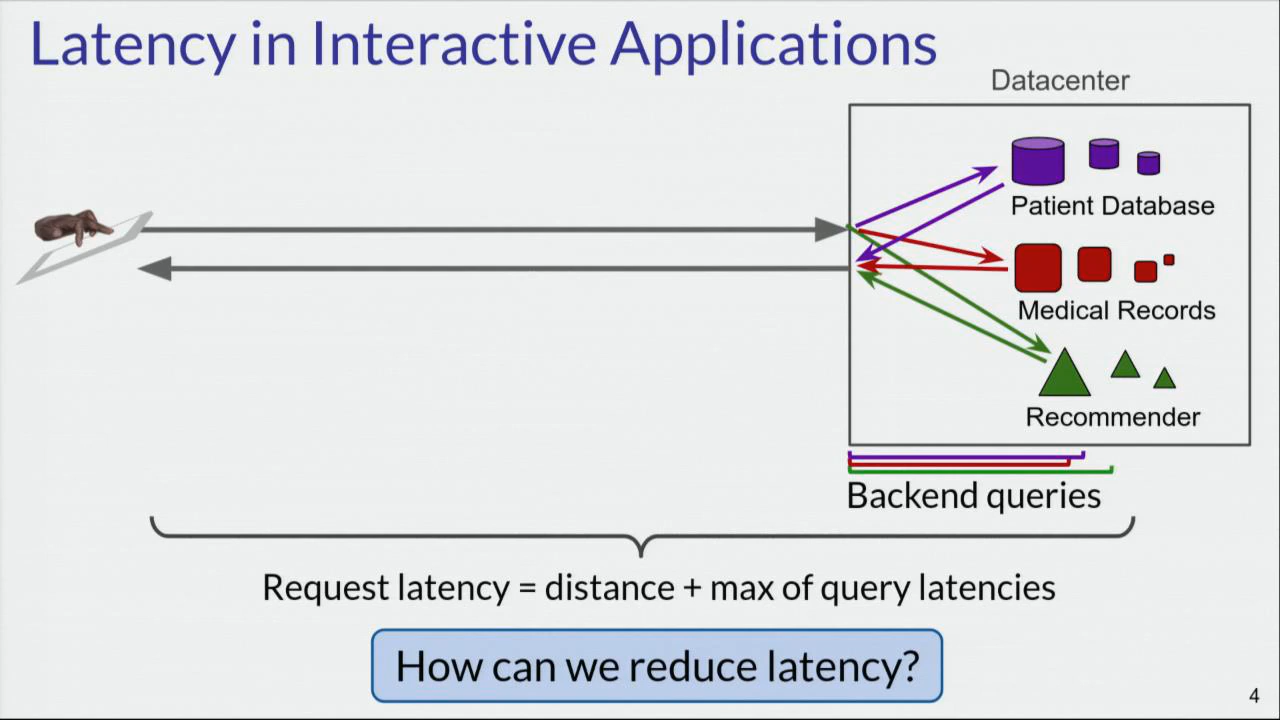 Latency in Interactive Applications
Datacenter
Patient Database
Medical Records
Recommender
Backend queries
Request latency = distance + max of query latencies
How can we reduce latency?
4